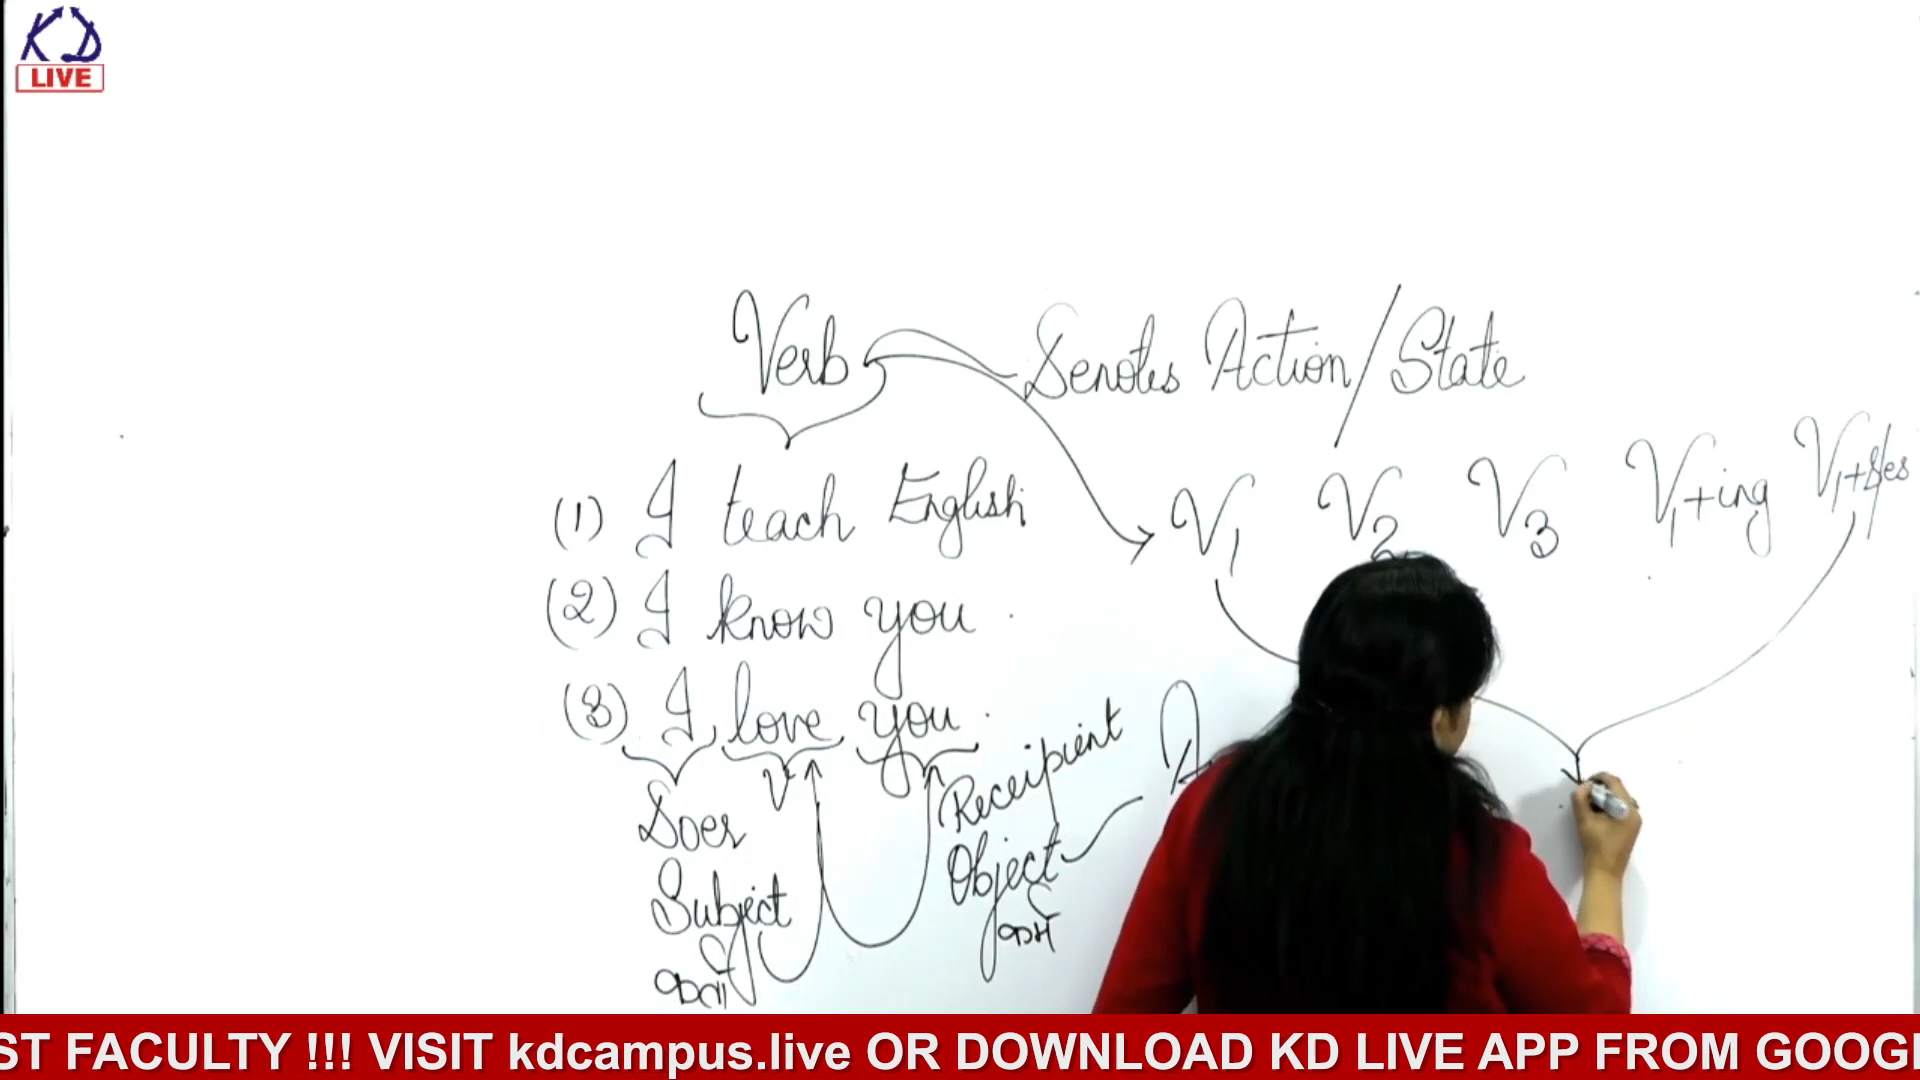 KD
LIVE
Verb Denotes Action/State
V1 V2 V3 V1+ing V1+s/es
(1) I teach English
(2) I know you.
(3) I love you.
V
Doer
Subject
कर्ता
Receipient
Object
कर्म
ST FACULTY !!! VISIT kdcampus.live OR DOWNLOAD KD LIVE APP FROM GOOG